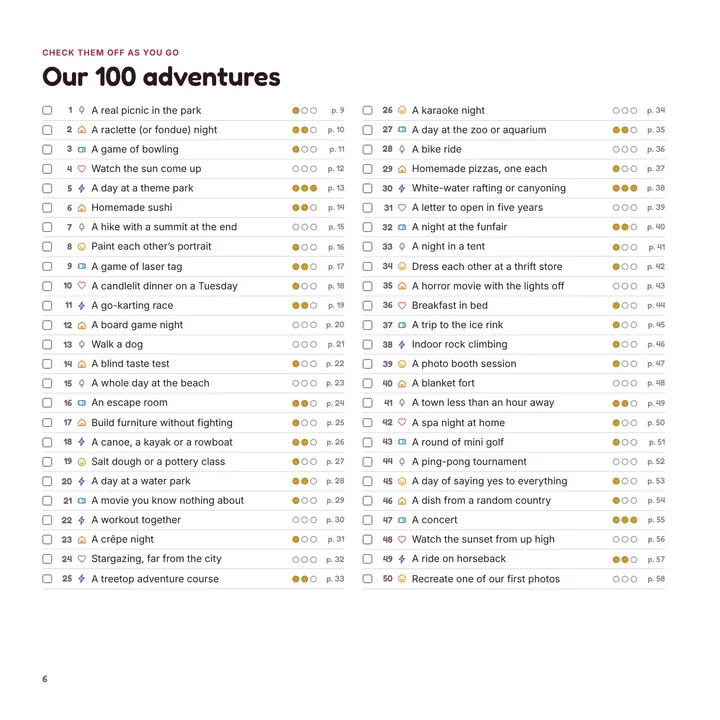 CHECK THEM OFF AS YOU GO
Our 100 adventures
1 A real picnic in the park p. 9
2 A raclette (or fondue) night p. 10
3 A game of bowling p. 11
4 Watch the sun come up p. 12
5 A day at a theme park p. 13
6 Homemade sushi p. 14
7 A hike with a summit at the end p. 15
8 Paint each other's portrait p. 16
9 A game of laser tag p. 17
10 A candlelit dinner on a Tuesday p. 18
11 A go-karting race p. 19
12 A board game night p. 20
13 Walk a dog p. 21
14 A blind taste test p. 22
15 A whole day at the beach p. 23
16 An escape room p. 24
17 Build furniture without fighting p. 25
18 A canoe, a kayak or a rowboat p. 26
19 Salt dough or a pottery class p. 27
20 A day at a water park p. 28
21 A movie you know nothing about p. 29
22 A workout together p. 30
23 A crêpe night p. 31
24 Stargazing, far from the city p. 32
25 A treetop adventure course p. 33
26 A karaoke night p. 34
27 A day at the zoo or aquarium p. 35
28 A bike ride p. 36
29 Homemade pizzas, one each p. 37
30 White-water rafting or canyoning p. 38
31 A letter to open in five years p. 39
32 A night at the funfair p. 40
33 A night in a tent p. 41
34 Dress each other at a thrift store p. 42
35 A horror movie with the lights off p. 43
36 Breakfast in bed p. 44
37 A trip to the ice rink p. 45
38 Indoor rock climbing p. 46
39 A photo booth session p. 47
40 A blanket fort p. 48
41 A town less than an hour away p. 49
42 A spa night at home p. 50
43 A round of mini golf p. 51
44 A ping-pong tournament p. 52
45 A day of saying yes to everything p. 53
46 A dish from a random country p. 54
47 A concert p. 55
48 Watch the sunset from up high p. 56
49 A ride on horseback p. 57
50 Recreate one of our first photos p. 58
6